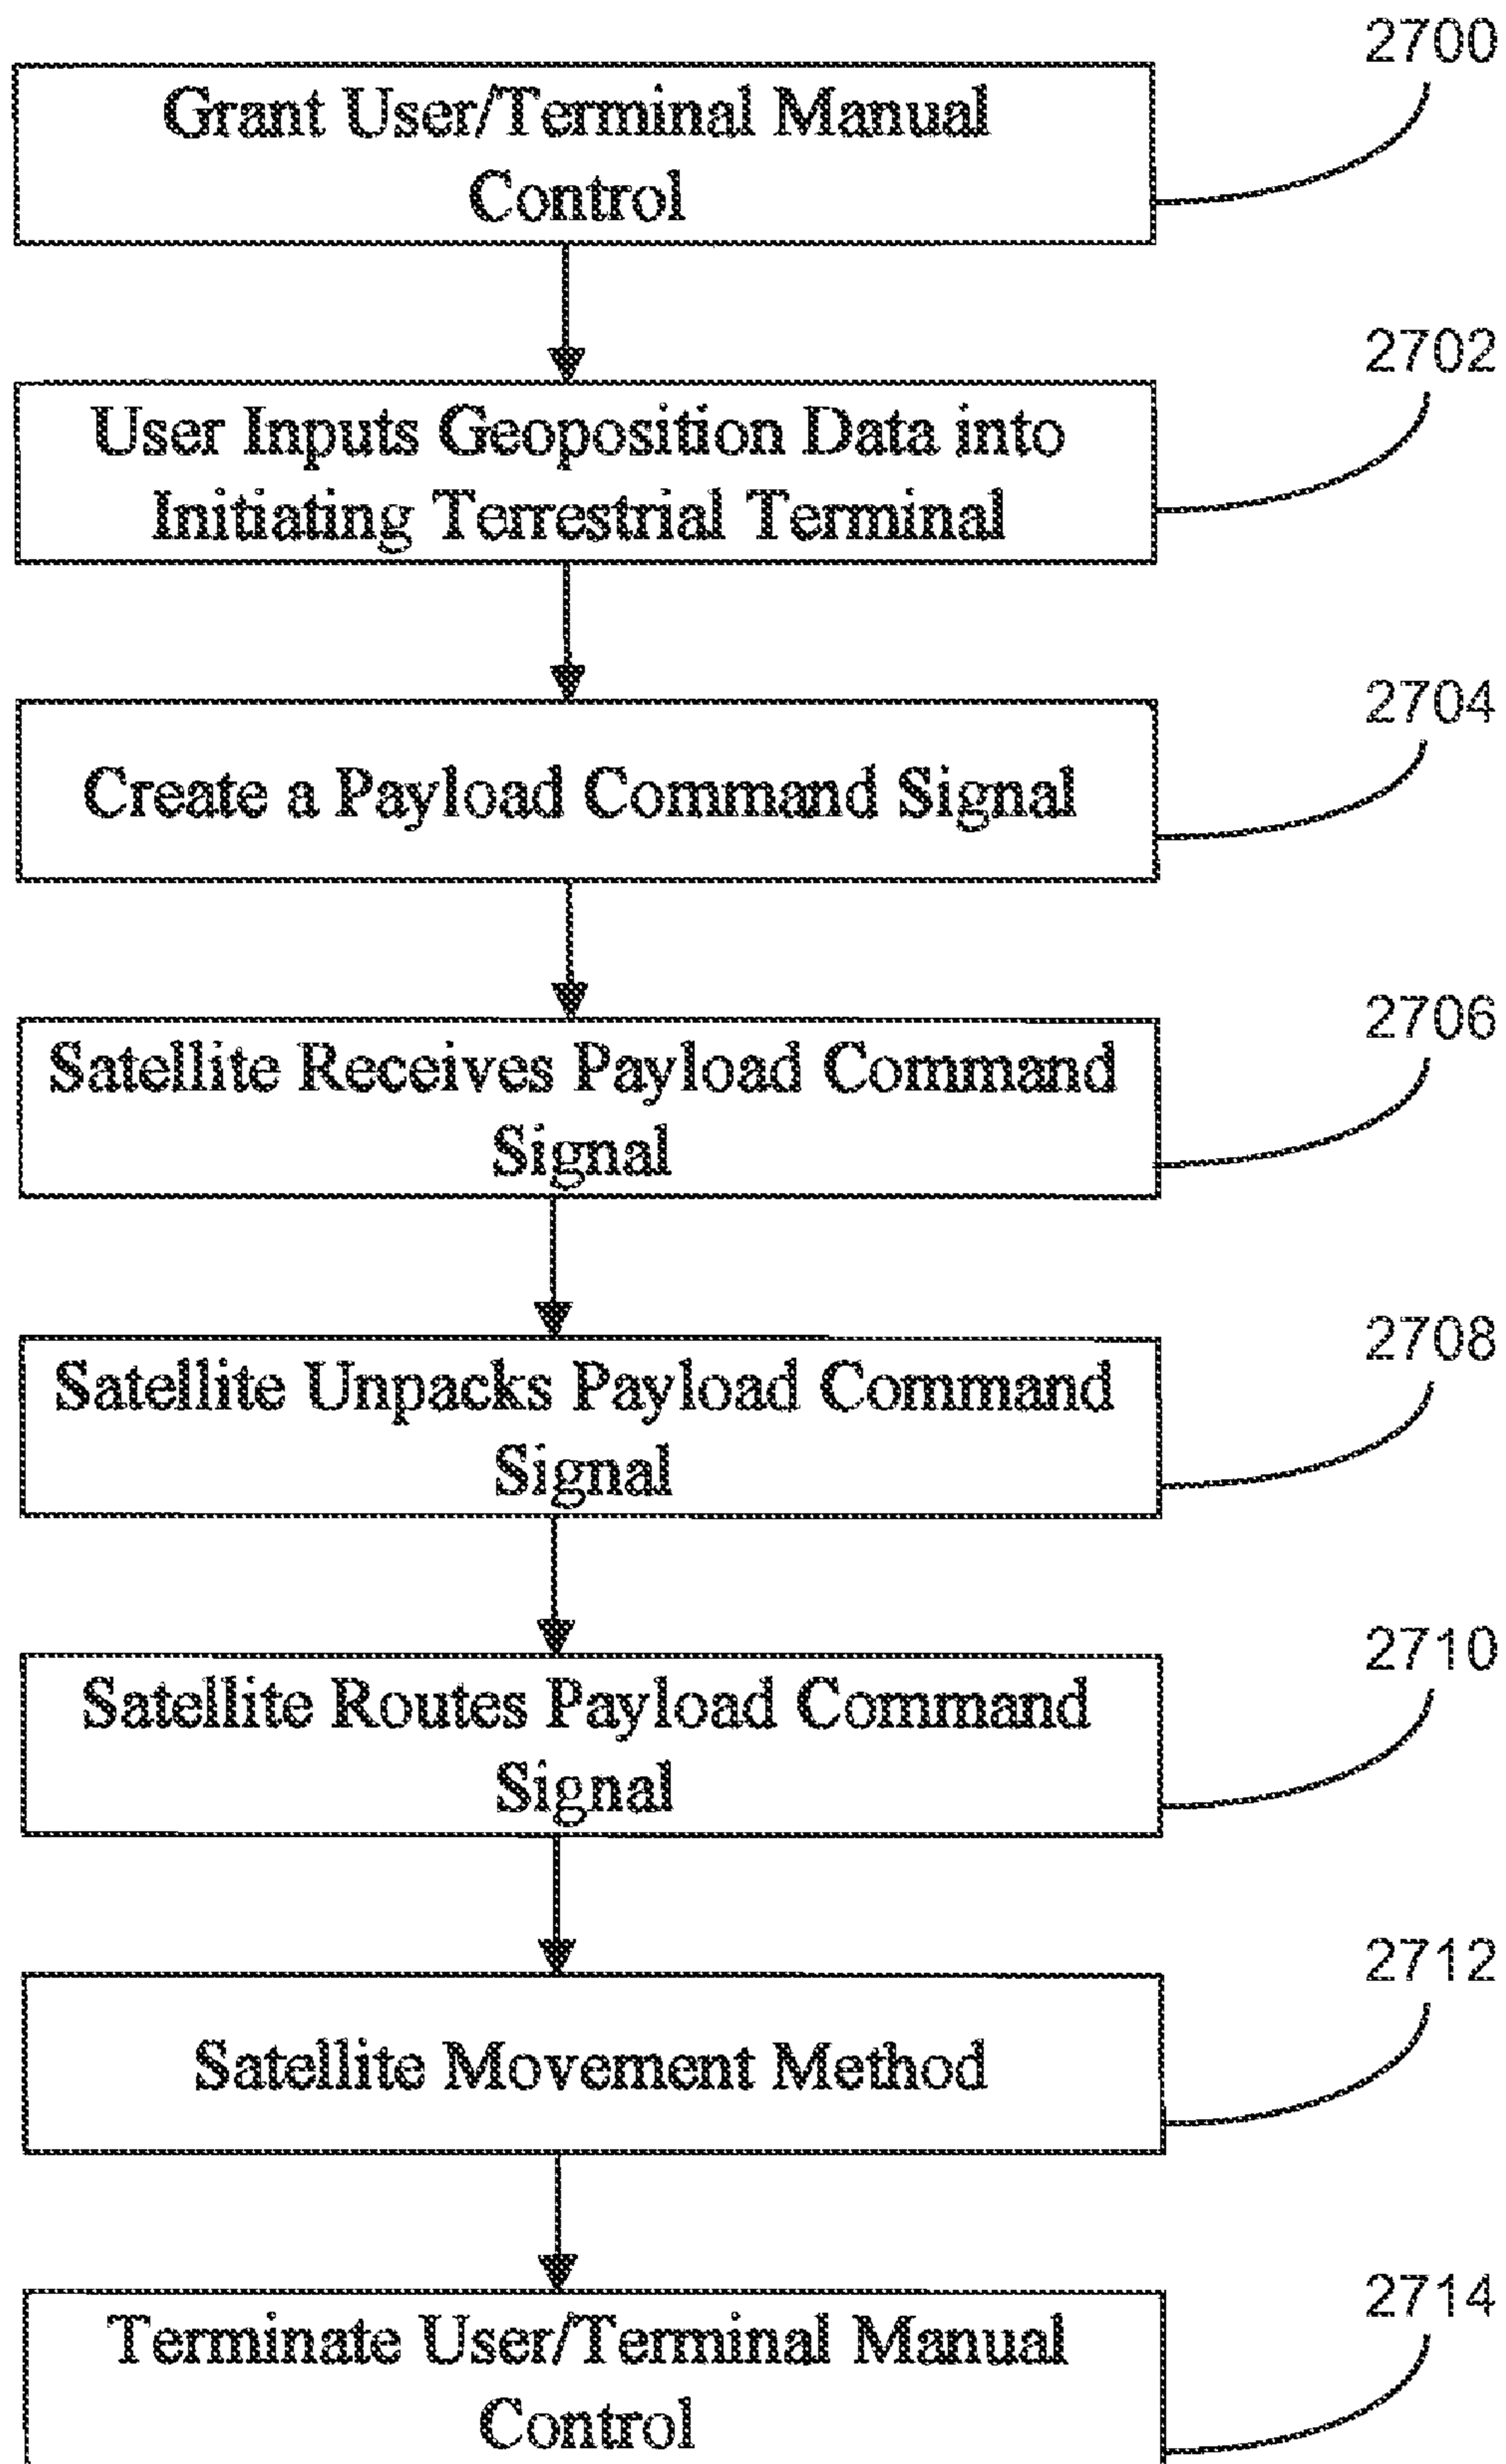 2700
Grant User/Terminal Manual
Control
2702
User Inputs Geoposition Data into
Initiating Terrestrial Terminal
2704
Create a Payload Command Signal
2706
Satellite Receives Payload Command
Signal
2708
Satellite Unpacks Payload Command
Signal
2710
Satellite Routes Payload Command
Signal
2712
Satellite Movement Method
2714
Terminate User/Terminal Manual
Control